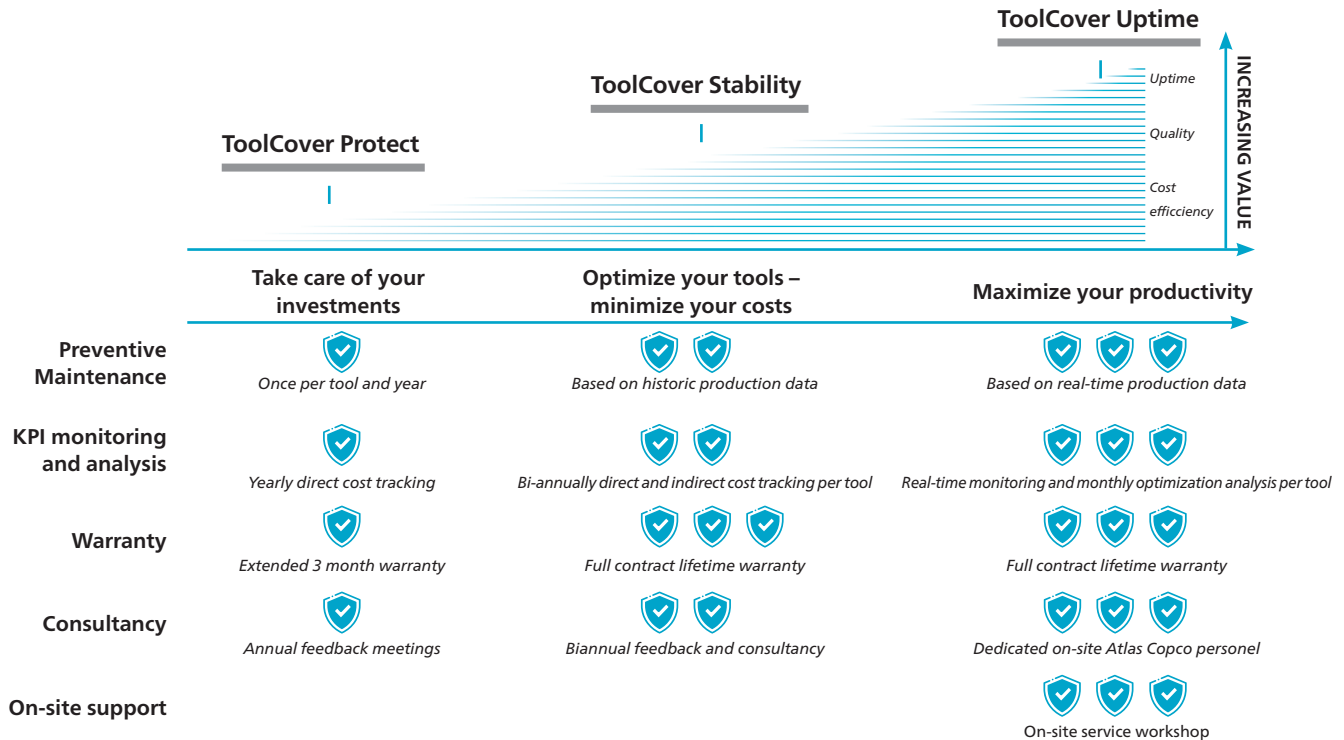 ToolCover Uptime
ToolCover Stability
ToolCover Protect
Uptime
Quality
Cost
efficciency
INCREASING VALUE
Take care of your
investments
Optimize your tools –
minimize your costs
Maximize your productivity
Preventive
Maintenance
Once per tool and year
Based on historic production data
Based on real-time production data
KPI monitoring
and analysis
Yearly direct cost tracking
Bi-annually direct and indirect cost tracking per tool
Real-time monitoring and monthly optimization analysis per tool
Warranty
Extended 3 month warranty
Full contract lifetime warranty
Full contract lifetime warranty
Consultancy
Annual feedback meetings
Biannual feedback and consultancy
Dedicated on-site Atlas Copco personel
On-site support
On-site service workshop